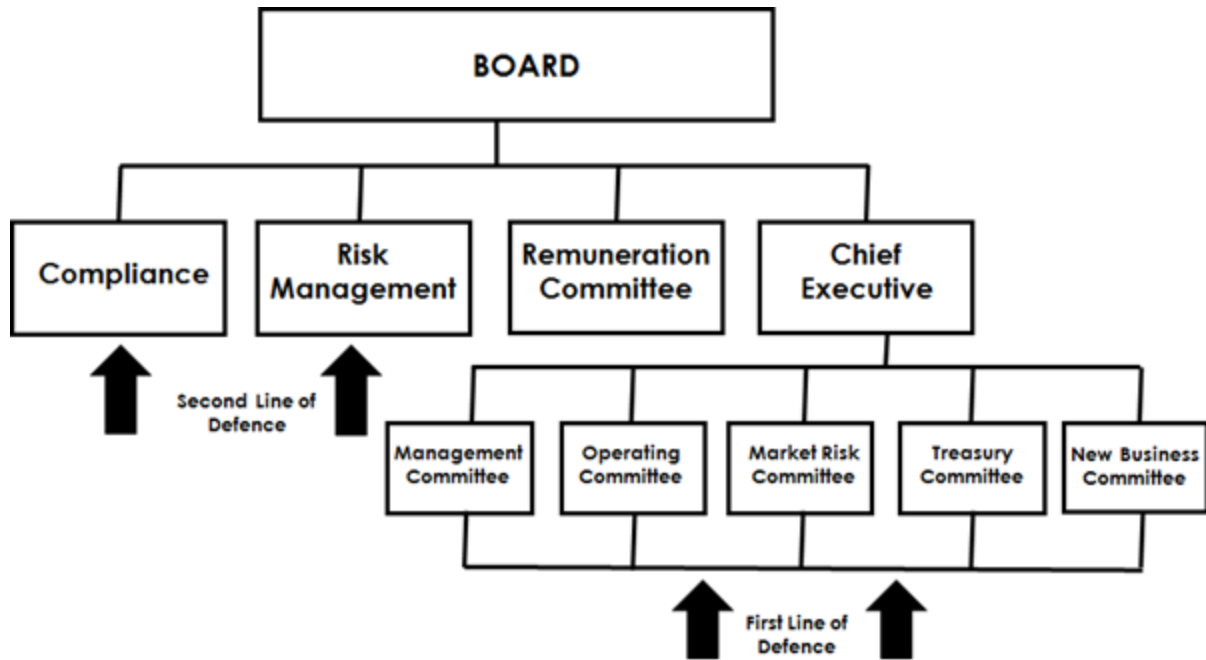 BOARD
Compliance
Risk
Management
Remuneration
Committee
Chief
Executive
Second Line of
Defence
Management
Committee
Operating
Committee
Market Risk
Committee
Treasury
Committee
New Business
Committee
First Line of
Defence